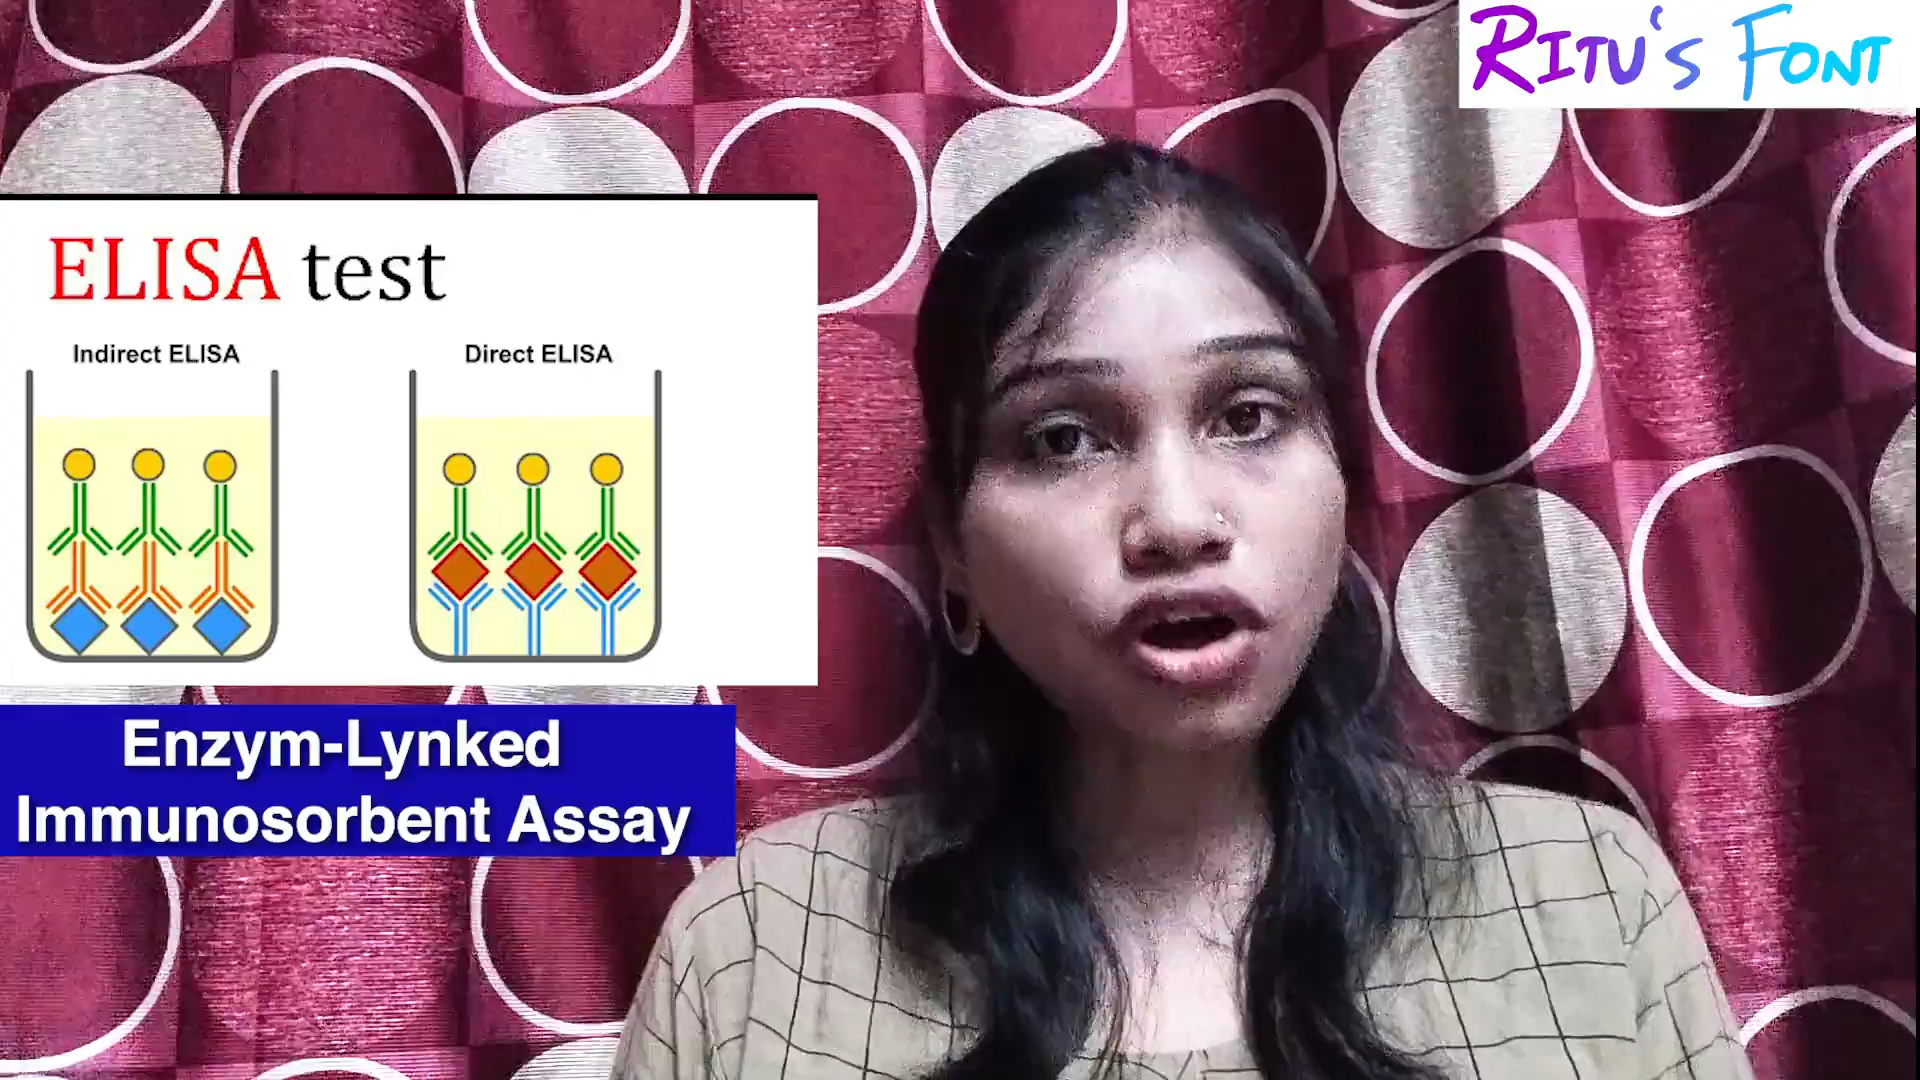 RITU'S FONT
ELISA test
Indirect ELISA
Direct ELISA
Enzym-Lynked
Immunosorbent Assay